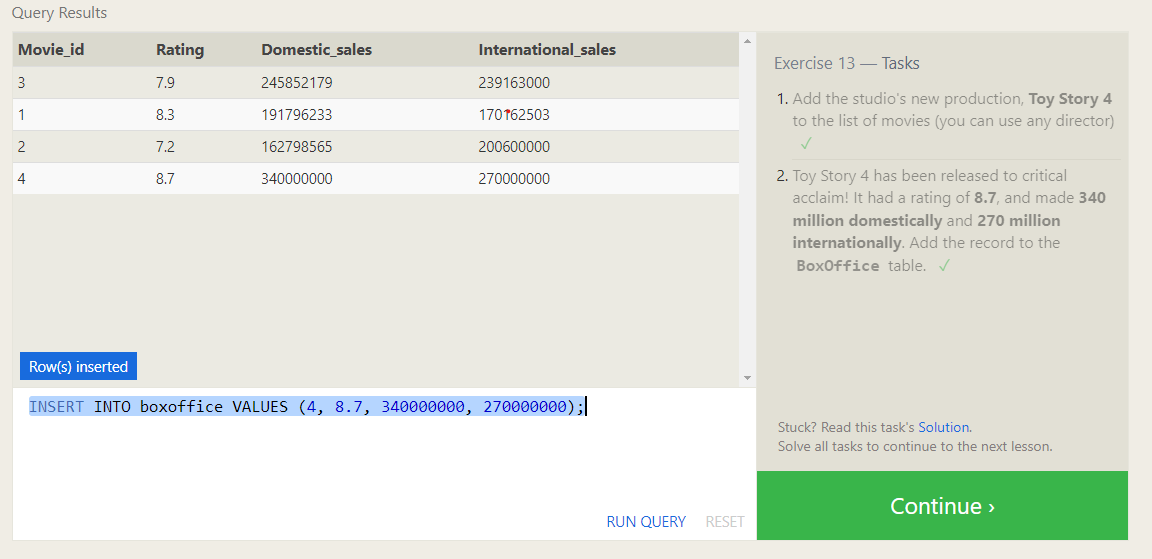 Query Results
Movie_id Rating Domestic_sales International_sales
3 7.9 245852179 239163000
1 8.3 191796233 170162503
2 7.2 162798565 200600000
4 8.7 340000000 270000000
Row(s) inserted
INSERT INTO boxoffice VALUES (4, 8.7, 340000000, 270000000);
RUN QUERY RESET
Exercise 13 — Tasks
1. Add the studio's new production, Toy Story 4
to the list of movies (you can use any director)
✓
2. Toy Story 4 has been released to critical
acclaim! It had a rating of 8.7, and made 340
million domestically and 270 million
internationally. Add the record to the
BoxOffice table. ✓
Stuck? Read this task's Solution.
Solve all tasks to continue to the next lesson.
Continue ›